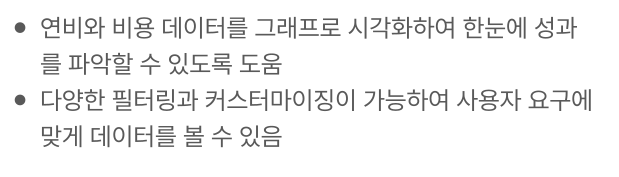 ● 연비와 비용 데이터를 그래프로 시각화하여 한눈에 성과
를 파악할 수 있도록 도움
● 다양한 필터링과 커스터마이징이 가능하여 사용자 요구에
맞게 데이터를 볼 수 있음